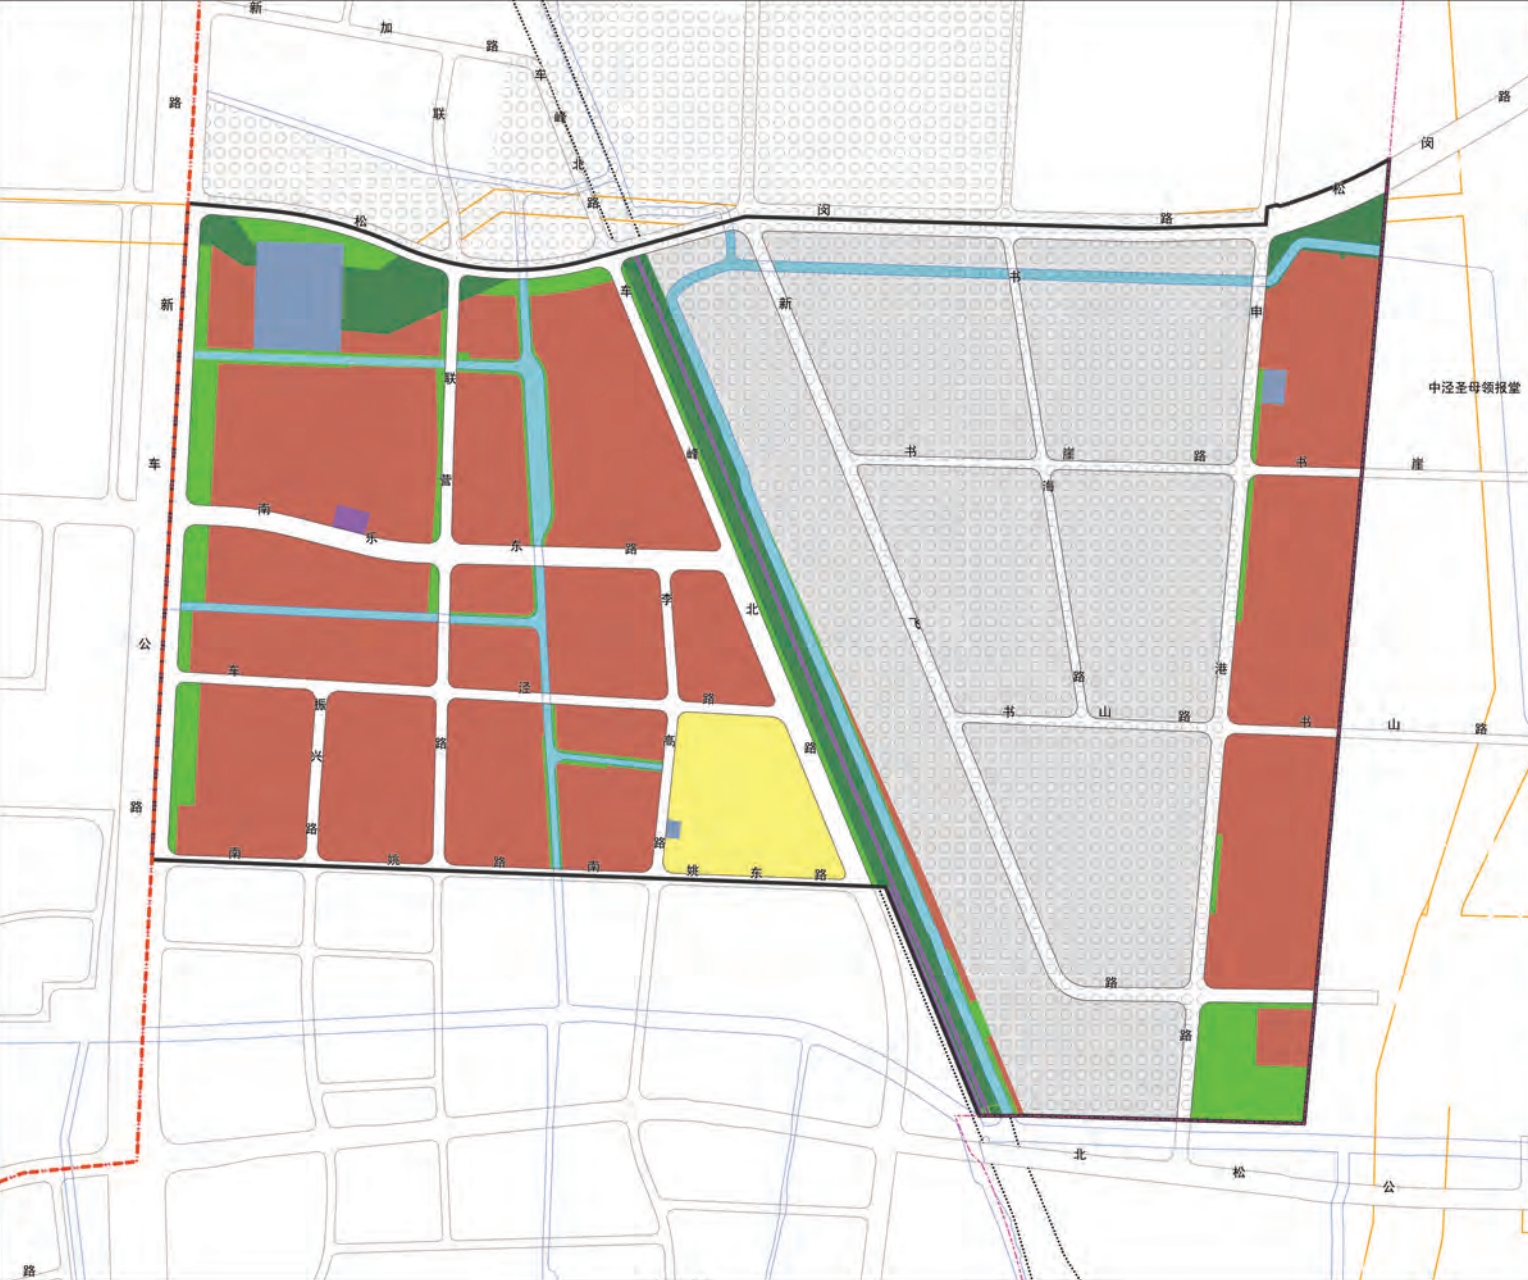 新加路
联
车峰北路
路
松闵路
松闵路
新车公路
联营路
车峰北路
新飞路
书海路
申港路
中泾圣母领报堂
书崖路
书崖
南乐东路
李高路
车泾路
书山路
书山路
振兴路
南姚路
南姚东路
北松公
路